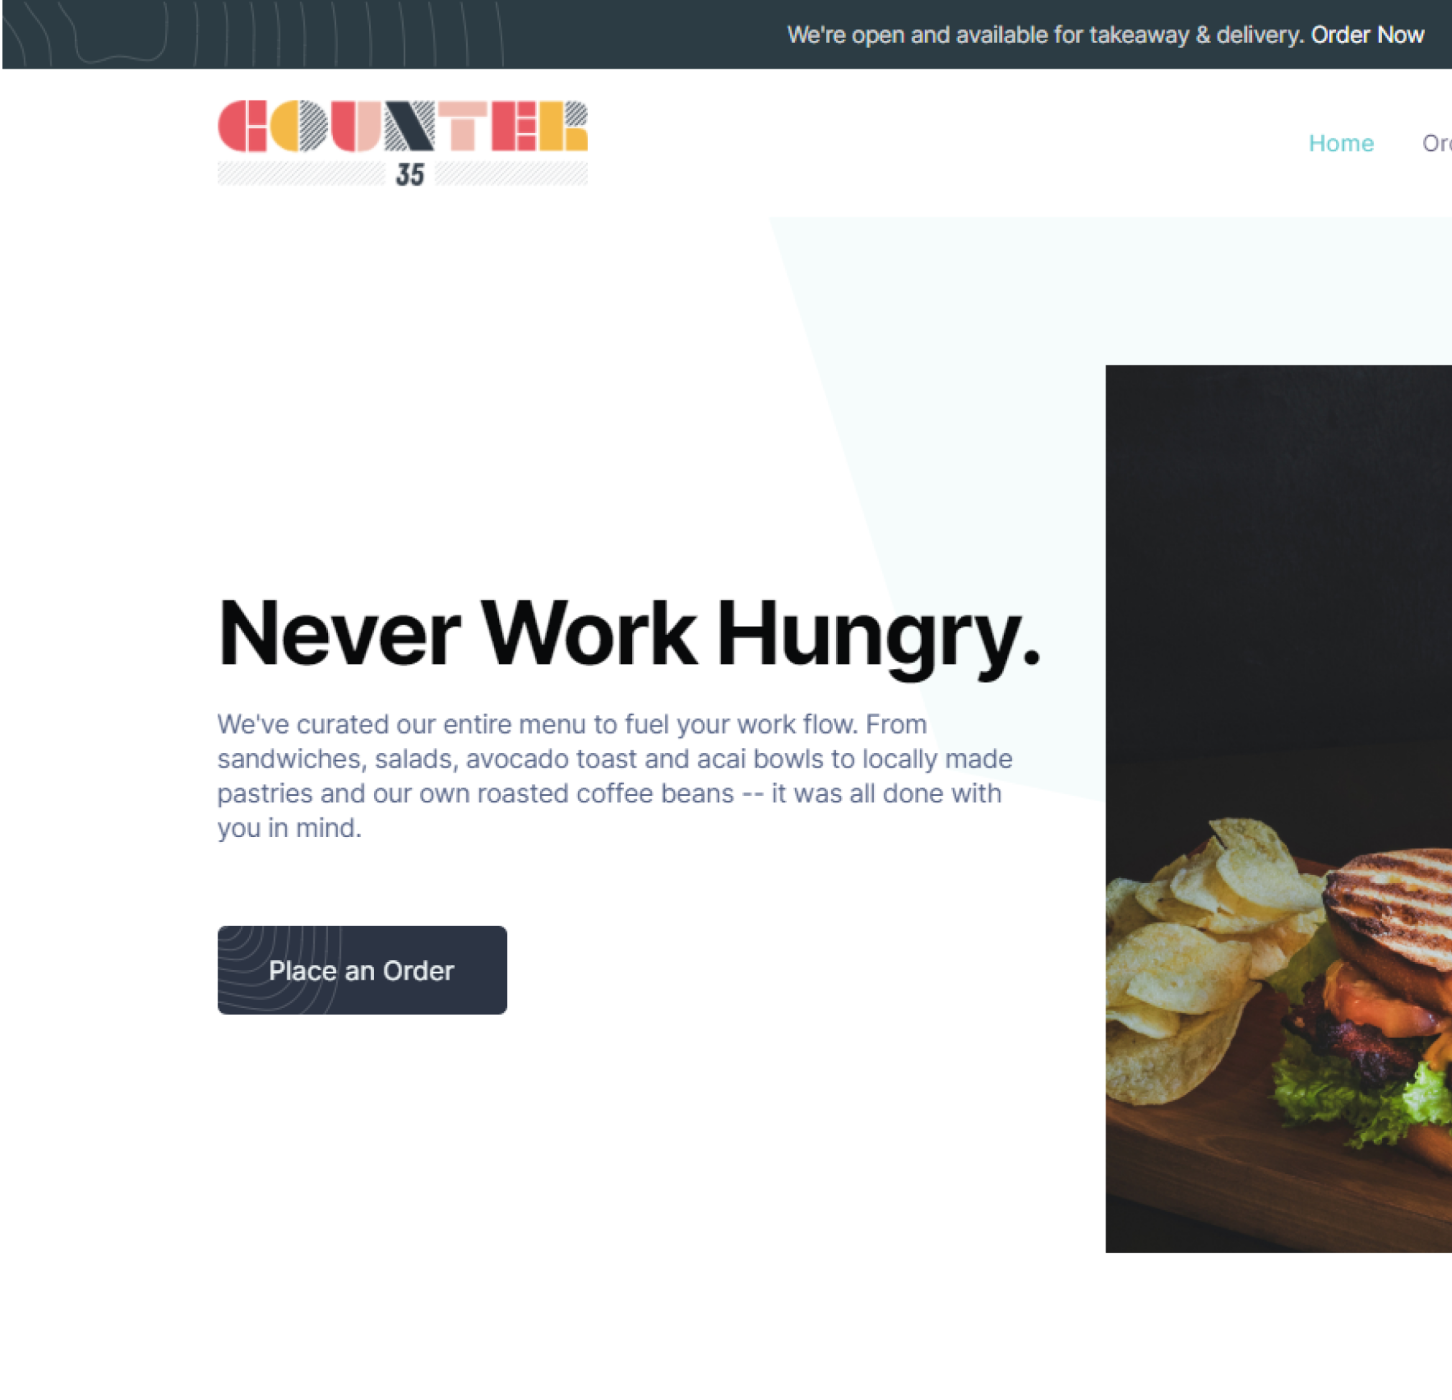 We're open and available for takeaway & delivery. Order Now
COUNTER
35
Home
Never Work Hungry.
We've curated our entire menu to fuel your work flow. From
sandwiches, salads, avocado toast and acai bowls to locally made
pastries and our own roasted coffee beans -- it was all done with
you in mind.
Place an Order